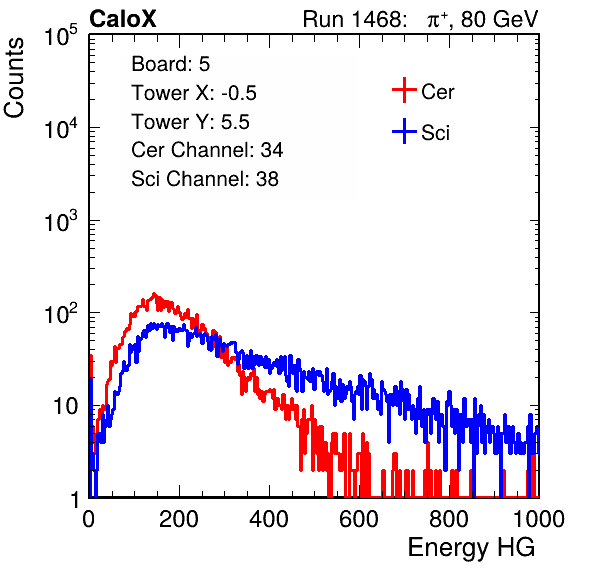 CaloX Run 1468: π⁺, 80 GeV
Board: 5
Tower X: -0.5
Tower Y: 5.5
Cer Channel: 34
Sci Channel: 38
Cer
Sci
Counts
10⁵
10⁴
10³
10²
10
1
0 200 400 600 800 1000
Energy HG